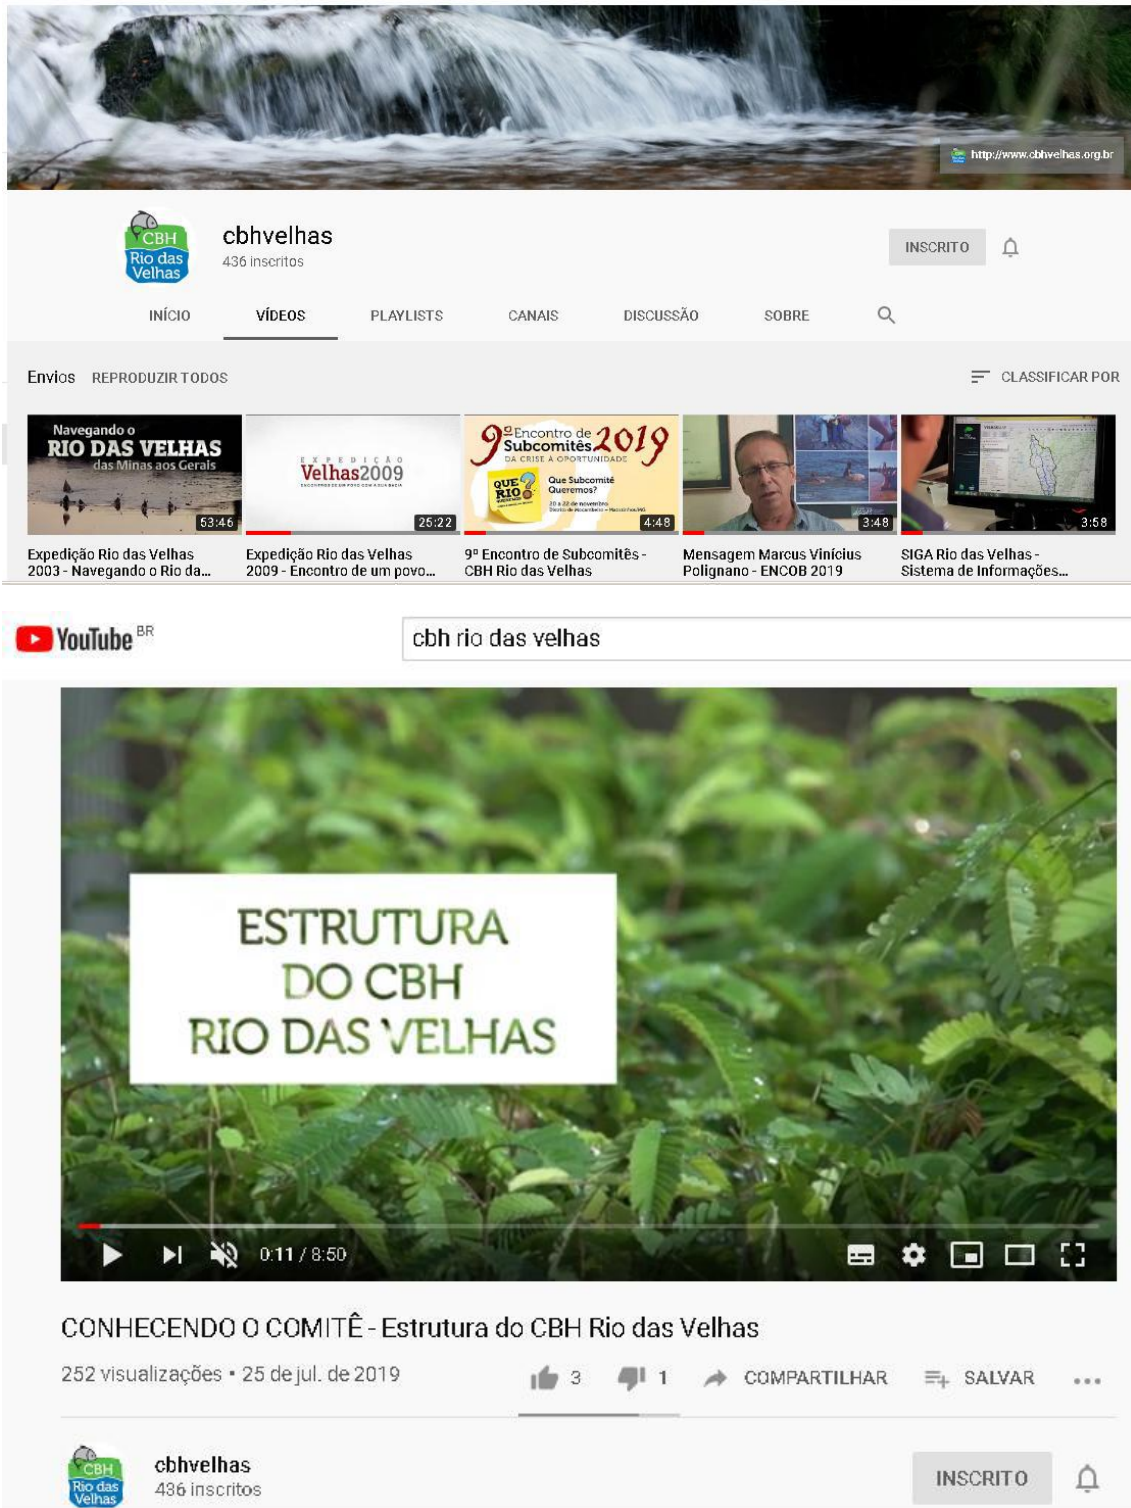 http://www.cbhvelhas.org.br
CBH
Rio das
Velhas
cbhvelhas
436 inscritos
INSCRITO
INÍCIO VÍDEOS PLAYLISTS CANAIS DISCUSSÃO SOBRE
Envios REPRODUZIR TODOS CLASSIFICAR POR
Navegando o
RIO DAS VELHAS
das Minas aos Gerais
53:46
EXPEDIÇÃO
Velhas2009
25:22
9º Encontro de
Subcomitês 2019
DA CRISE A OPORTUNIDADE
QUE
RIO?
Que Subcomitê
Queremos?
20 a 22 de novembro
4:48
3:48
3:58
Expedição Rio das Velhas
2003 - Navegando o Rio da...
Expedição Rio das Velhas
2009 - Encontro de um povo...
9º Encontro de Subcomitês -
CBH Rio das Velhas
Mensagem Marcus Vinícius
Polignano - ENCOB 2019
SIGA Rio das Velhas -
Sistema de Informações...
YouTube BR
cbh rio das velhas
ESTRUTURA
DO CBH
RIO DAS VELHAS
0:11 / 8:50
CONHECENDO O COMITÊ - Estrutura do CBH Rio das Velhas
252 visualizações • 25 de jul. de 2019
3 1 COMPARTILHAR SALVAR
CBH
Rio das
Velhas
cbhvelhas
436 inscritos
INSCRITO